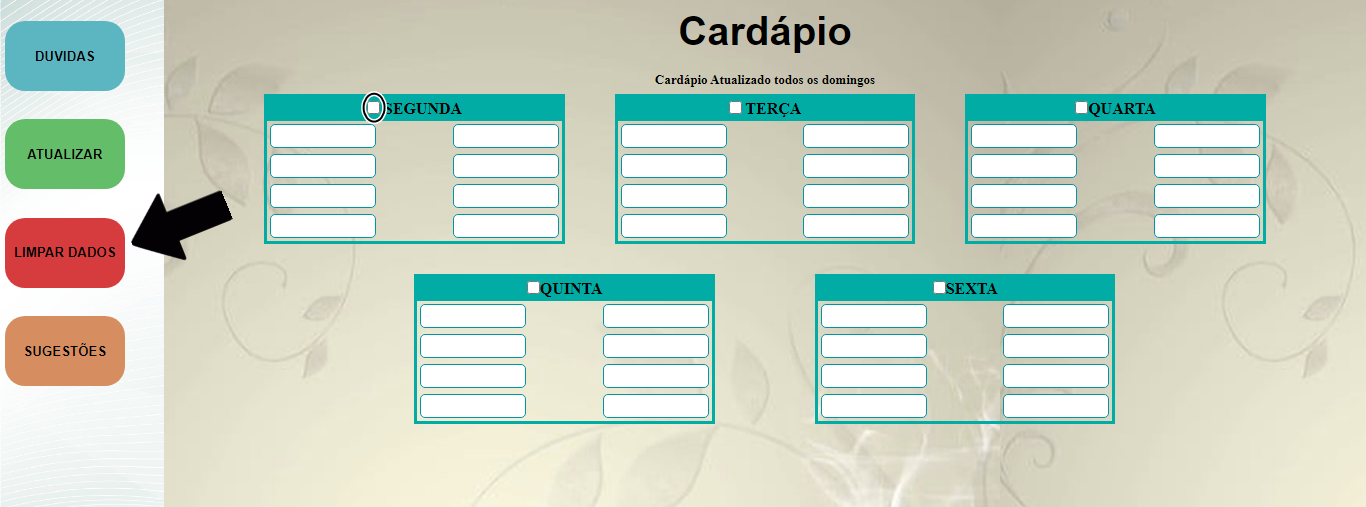 Cardápio
Cardápio Atualizado todos os domingos
DUVIDAS
ATUALIZAR
LIMPAR DADOS
SUGESTÕES
SEGUNDA
TERÇA
QUARTA
QUINTA
SEXTA